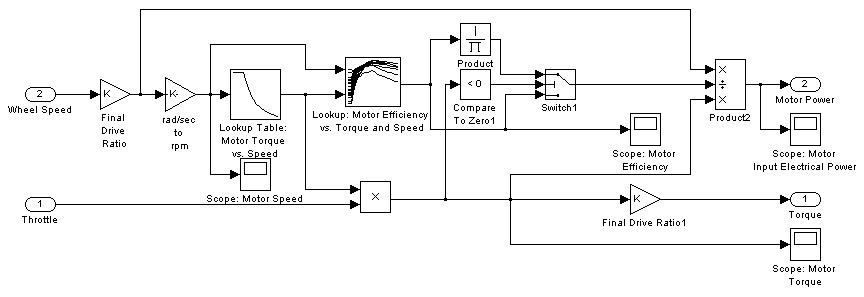 2
Wheel Speed
K
Final
Drive
Ratio
K-
rad/sec
to
rpm
Lookup Table:
Motor Torque
vs. Speed
Scope: Motor Speed
Lookup: Motor Efficiency
vs. Torque and Speed
1
∏
Product
< 0
Compare
To Zero1
Switch1
Scope: Motor
Efficiency
×
÷
×
Product2
2
Motor Power
Scope: Motor
Input Electrical Power
1
Throttle
×
K
Final Drive Ratio1
1
Torque
Scope: Motor
Torque